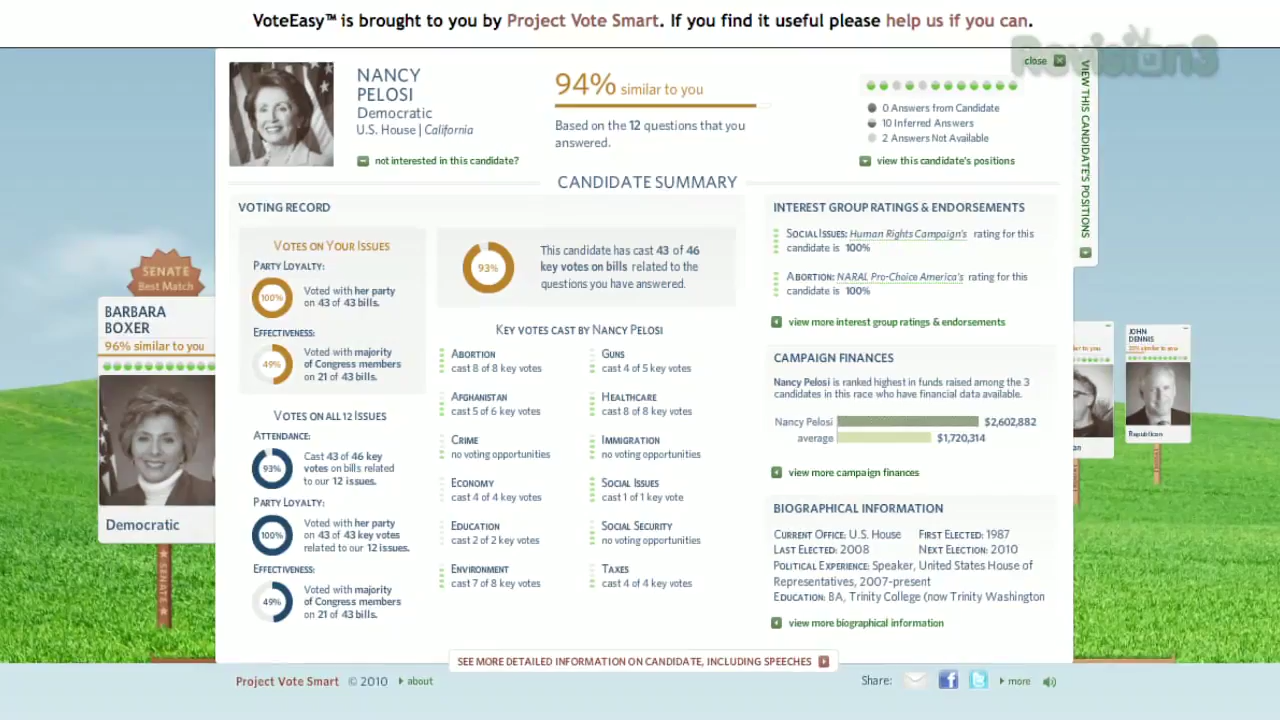 VoteEasy™ is brought to you by Project Vote Smart. If you find it useful please help us if you can.
Revision3
close
NANCY
PELOSI
Democratic
U.S. House | California
not interested in this candidate?
94% similar to you
Based on the 12 questions that you
answered.
0 Answers from Candidate
10 Inferred Answers
2 Answers Not Available
view this candidate's positions
VIEW THIS CANDIDATE'S POSITIONS
CANDIDATE SUMMARY
VOTING RECORD
VOTES ON YOUR ISSUES
PARTY LOYALTY:
100%
Voted with her party
on 43 of 43 bills.
EFFECTIVENESS:
49%
Voted with majority
of Congress members
on 21 of 43 bills.
VOTES ON ALL 12 ISSUES
ATTENDANCE:
93%
Cast 43 of 46 key
votes on bills related
to our 12 issues.
PARTY LOYALTY:
100%
Voted with her party
on 43 of 43 key votes
related to our 12 issues.
EFFECTIVENESS:
49%
Voted with majority
of Congress members
on 21 of 43 bills.
93%
This candidate has cast 43 of 46
key votes on bills related to the
questions you have answered.
KEY VOTES CAST BY NANCY PELOSI
ABORTION
cast 8 of 8 key votes
AFGHANISTAN
cast 5 of 6 key votes
CRIME
no voting opportunities
ECONOMY
cast 4 of 4 key votes
EDUCATION
cast 2 of 2 key votes
ENVIRONMENT
cast 7 of 8 key votes
GUNS
cast 4 of 5 key votes
HEALTHCARE
cast 8 of 8 key votes
IMMIGRATION
no voting opportunities
SOCIAL ISSUES
cast 1 of 1 key vote
SOCIAL SECURITY
no voting opportunities
TAXES
cast 4 of 4 key votes
INTEREST GROUP RATINGS & ENDORSEMENTS
SOCIAL ISSUES: Human Rights Campaign's rating for this
candidate is 100%
ABORTION: NARAL Pro-Choice America's rating for this
candidate is 100%
view more interest group ratings & endorsements
CAMPAIGN FINANCES
Nancy Pelosi is ranked highest in funds raised among the 3
candidates in this race who have financial data available.
Nancy Pelosi $2,602,882
average $1,720,314
view more campaign finances
BIOGRAPHICAL INFORMATION
CURRENT OFFICE: U.S. House FIRST ELECTED: 1987
LAST ELECTED: 2008 NEXT ELECTION: 2010
POLITICAL EXPERIENCE: Speaker, United States House of
Representatives, 2007-present
EDUCATION: BA, Trinity College (now Trinity Washington
view more biographical information
SEE MORE DETAILED INFORMATION ON CANDIDATE, INCLUDING SPEECHES
SENATE
Best Match
BARBARA
BOXER
96% similar to you
Democratic
SENATE
JOHN
DENNIS
Republican
Project Vote Smart © 2010 about
Share: more